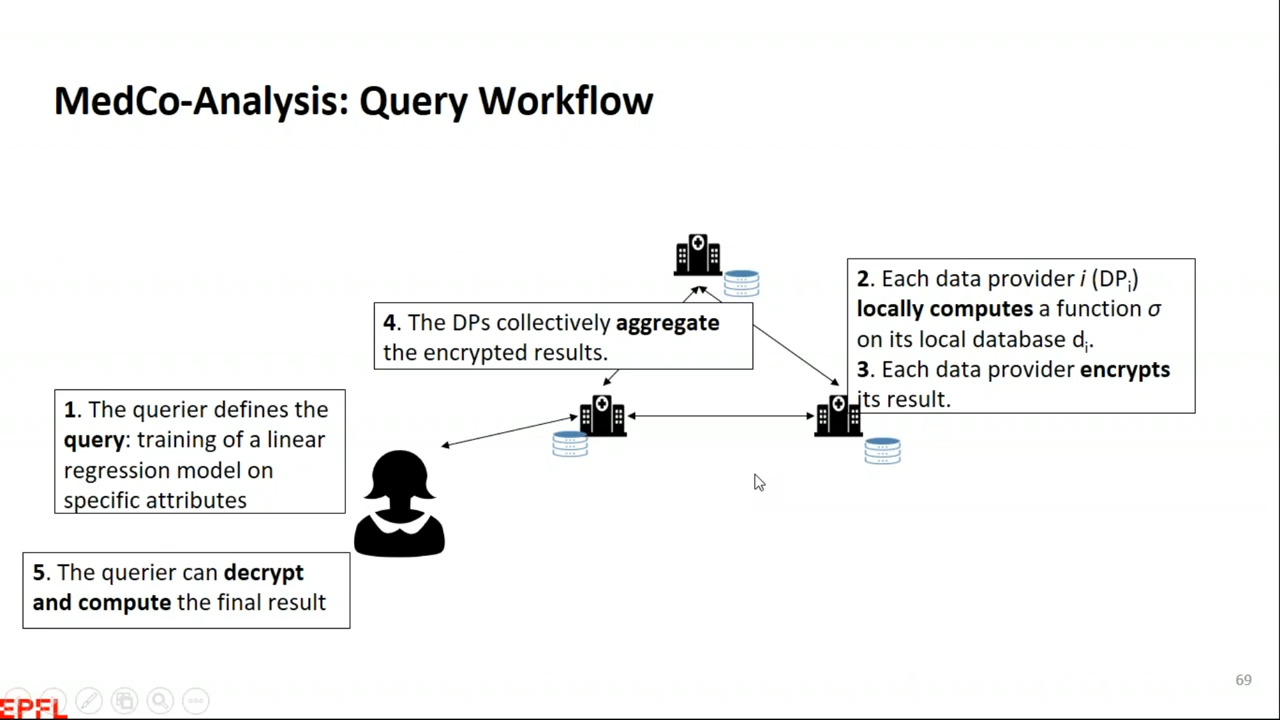 MedCo-Analysis: Query Workflow
2. Each data provider i (DPi)
locally computes a function σ
on its local database di.
3. Each data provider encrypts
its result.
4. The DPs collectively aggregate
the encrypted results.
1. The querier defines the
query: training of a linear
regression model on
specific attributes
5. The querier can decrypt
and compute the final result
69
EPFL